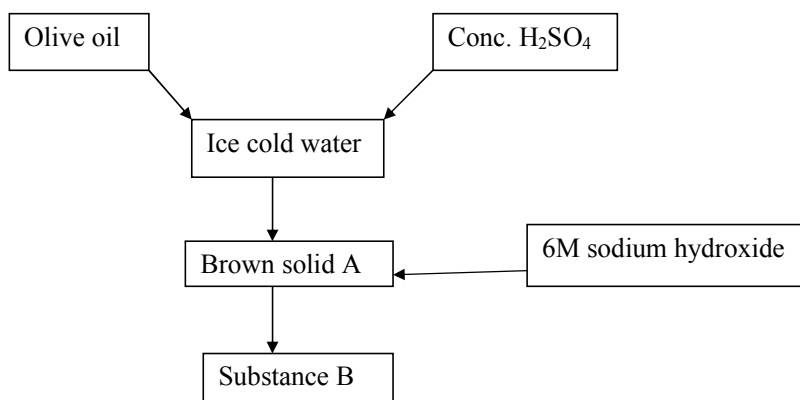 Olive oil
Conc. H₂SO₄
Ice cold water
Brown solid A
6M sodium hydroxide
Substance B